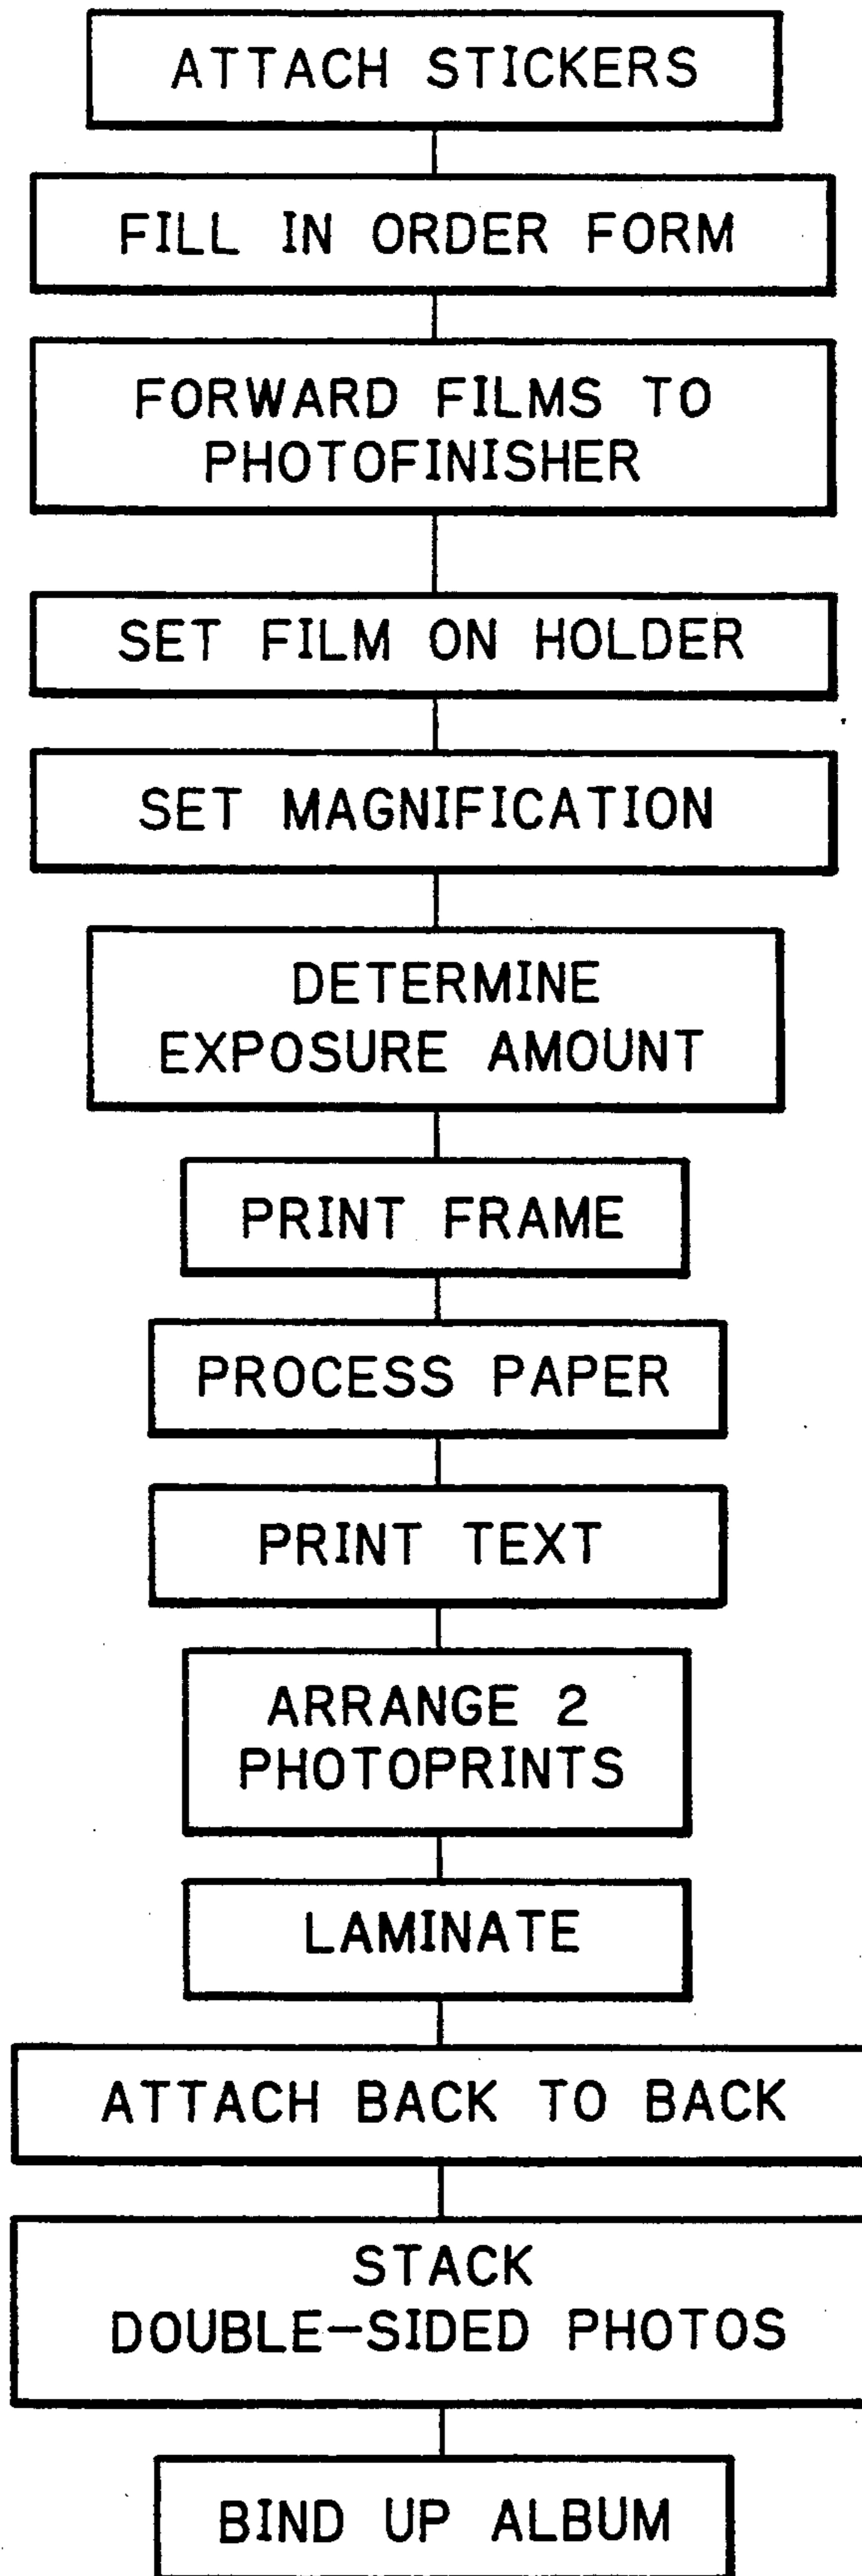 ATTACH STICKERS
FILL IN ORDER FORM
FORWARD FILMS TO
PHOTOFINISHER
SET FILM ON HOLDER
SET MAGNIFICATION
DETERMINE
EXPOSURE AMOUNT
PRINT FRAME
PROCESS PAPER
PRINT TEXT
ARRANGE 2
PHOTOPRINTS
LAMINATE
ATTACH BACK TO BACK
STACK
DOUBLE-SIDED PHOTOS
BIND UP ALBUM